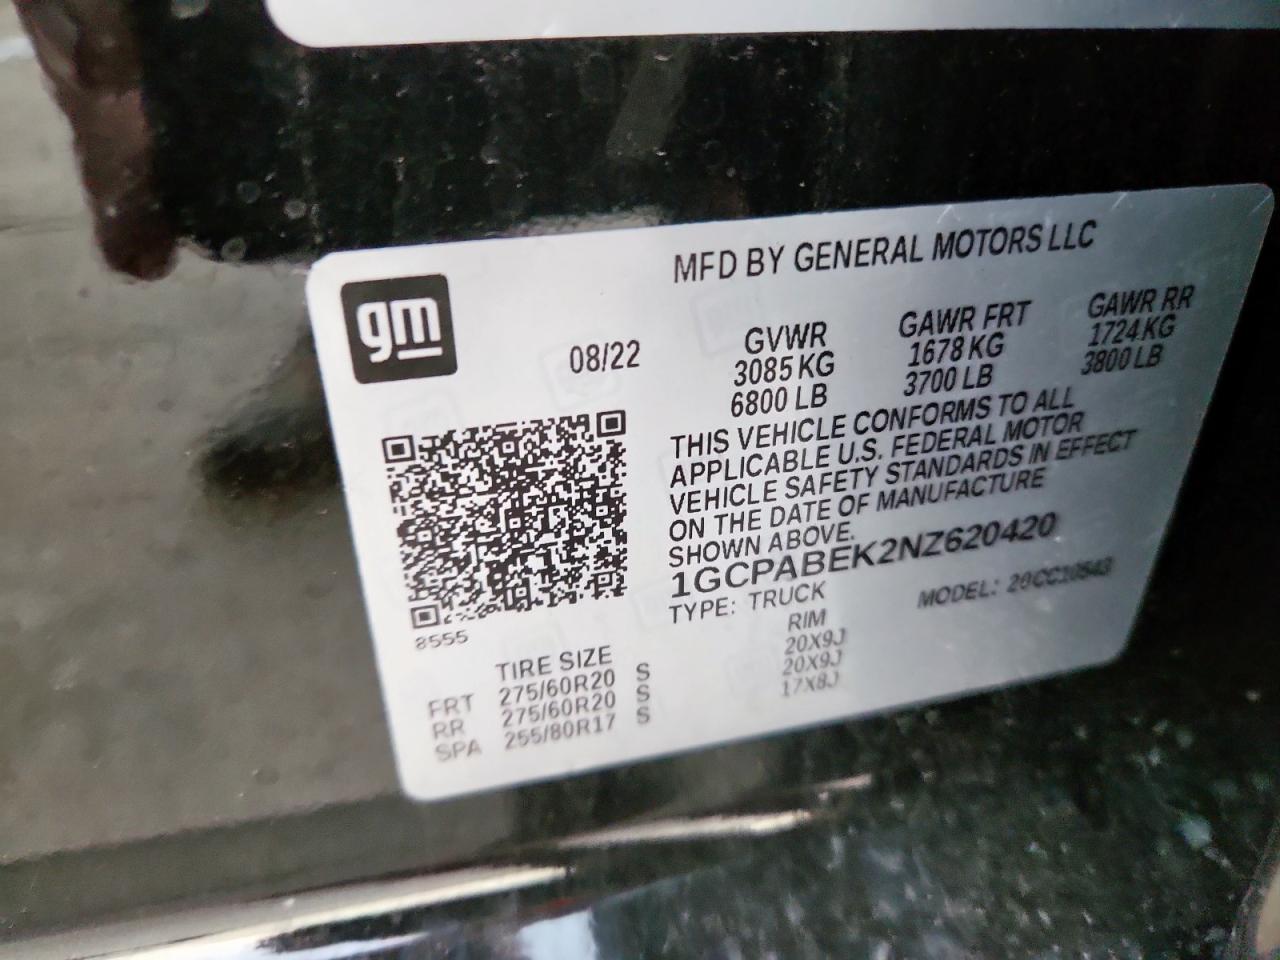 gm
MFD BY GENERAL MOTORS LLC
08/22
GVWR GAWR FRT GAWR RR
3085 KG 1678 KG 1724 KG
6800 LB 3700 LB 3800 LB
THIS VEHICLE CONFORMS TO ALL
APPLICABLE U.S. FEDERAL MOTOR
VEHICLE SAFETY STANDARDS IN EFFECT
ON THE DATE OF MANUFACTURE
SHOWN ABOVE.
1GCPABEK2NZ620420
TYPE: TRUCK MODEL:
8555
TIRE SIZE RIM
FRT 275/60R20 S 20X9J
RR 275/60R20 S 20X9J
SPA 255/80R17 S 17X8J